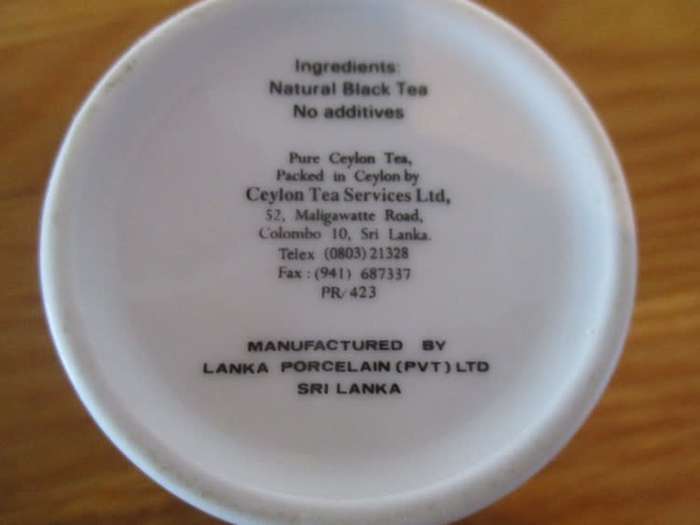 Ingredients:
Natural Black Tea
No additives
Pure Ceylon Tea,
Packed in Ceylon by
Ceylon Tea Services Ltd,
52, Maligawatte Road,
Colombo 10, Sri Lanka.
Telex (0803) 21328
Fax : (941) 687337
PR/423
MANUFACTURED BY
LANKA PORCELAIN (PVT) LTD
SRI LANKA